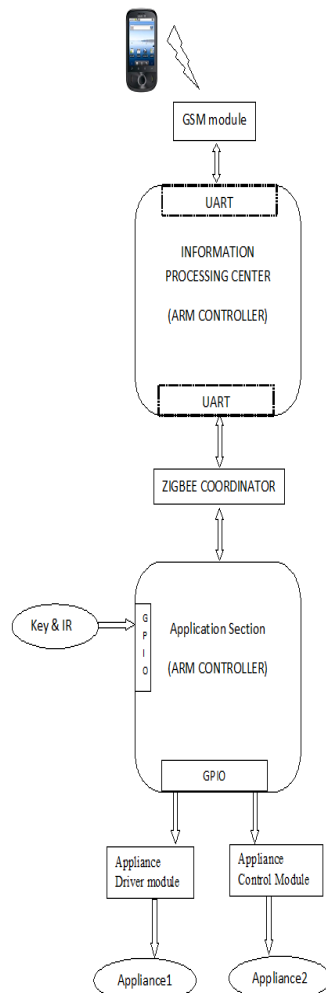 GSM module
UART
INFORMATION
PROCESSING CENTER
(ARM CONTROLLER)
UART
ZIGBEE COORDINATOR
Key & IR
G
P
I
O
Application Section
(ARM CONTROLLER)
GPIO
Appliance
Driver module
Appliance
Control Module
Appliance1
Appliance2